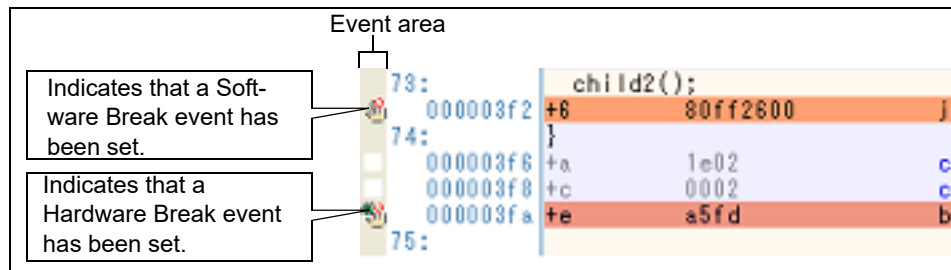 Event area
Indicates that a Soft-
ware Break event has
been set.
Indicates that a
Hardware Break event
has been set.
73: child2();
000003f2 +6 80ff2600 j
74: }
000003f6 +a 1e02 c
000003f8 +c 0002 c
000003fa +e a5fd b
75: